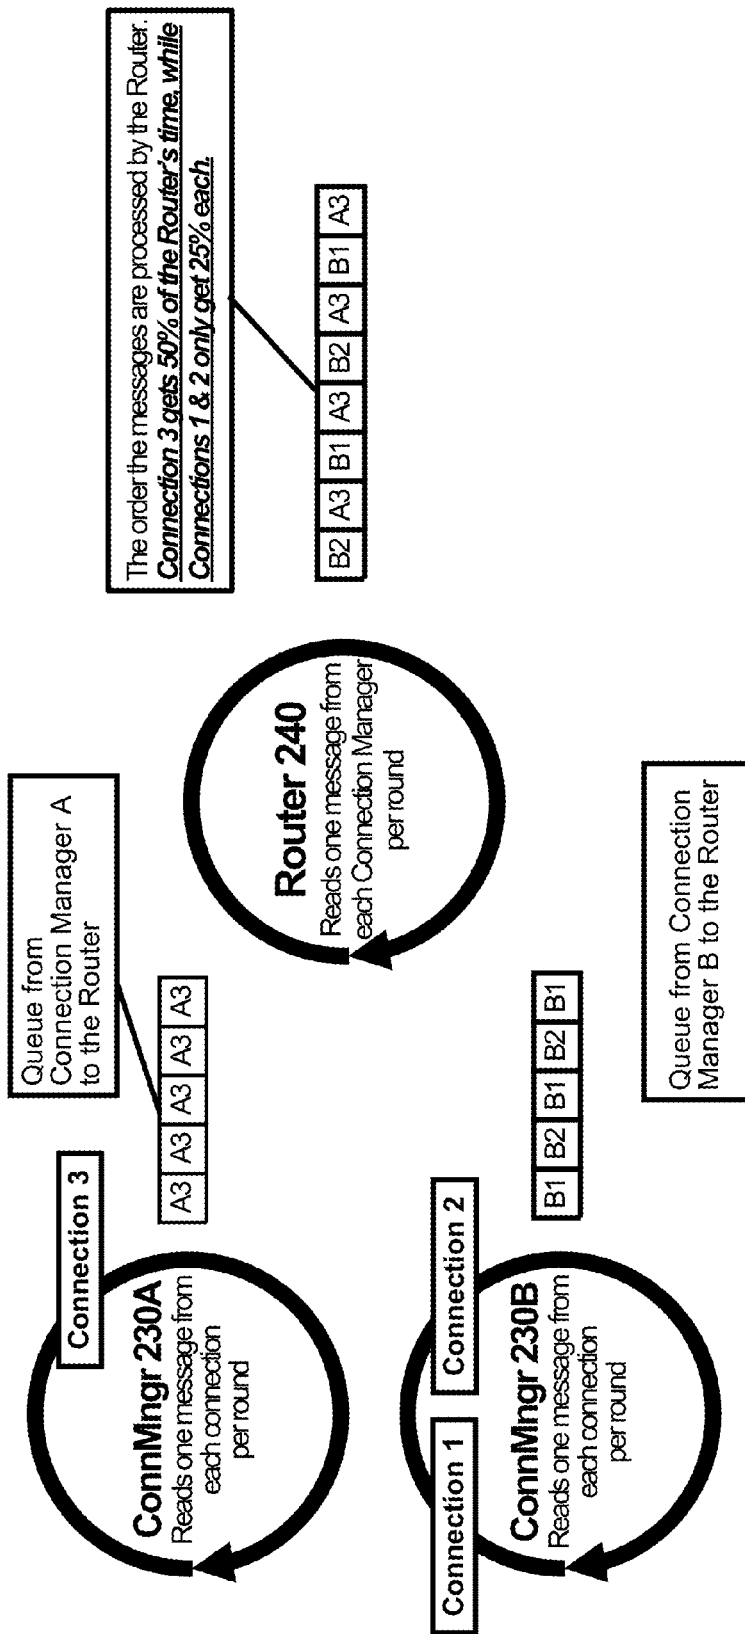 Connection 3
ConnMngr 230A
Reads one message from
each connection
per round
Queue from
Connection Manager A
to the Router
A3 A3 A3 A3 A3
Connection 1
Connection 2
ConnMngr 230B
Reads one message from
each connection
per round
B1 B2 B1 B2 B1
Queue from Connection
Manager B to the Router
Router 240
Reads one message from
each Connection Manager
per round
The order the messages are processed by the Router.
Connection 3 gets 50% of the Router's time, while
Connections 1 & 2 only get 25% each.
B2 A3 B1 A3 B2 A3 B1 A3